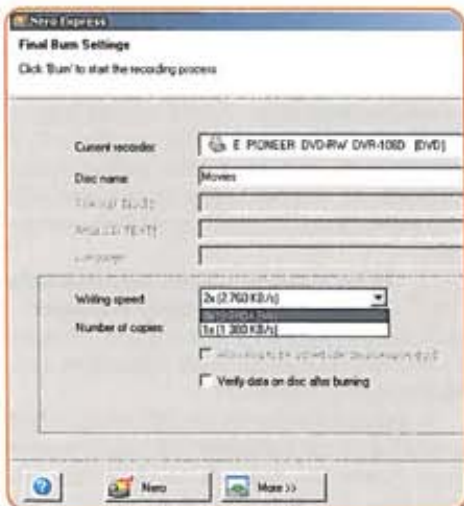 Nero Express
Final Burn Settings
Click 'Burn' to start the recording process
Current recorder: E PIONEER DVD-RW DVR-106D [DVD]
Disc name: Movies
Writing speed: 2x (2.760 KB/s)
1x (1.380 KB/s)
Number of copies:
Verify data on disc after burning
Nero
More >>